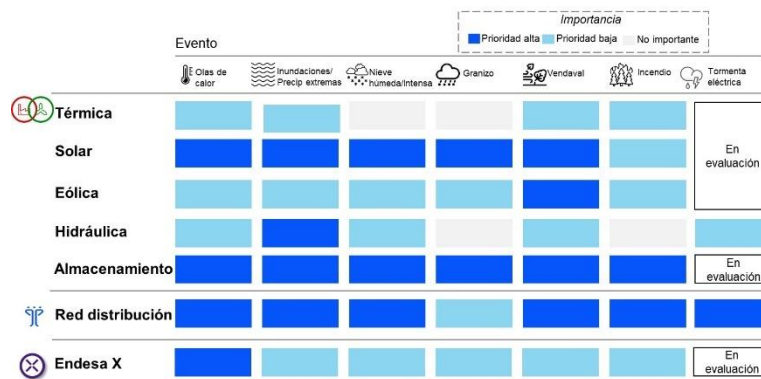 Importancia
Prioridad alta Prioridad baja No importante
Evento
Olas de calor
Inundaciones/ Precip extremas
Nieve húmeda/Intensa
Granizo
Vendaval
Incendio
Tormenta eléctrica
Térmica
Solar
En
evaluación
Eólica
Hidráulica
Almacenamiento
En
evaluación
Red distribución
Endesa X
En
evaluación